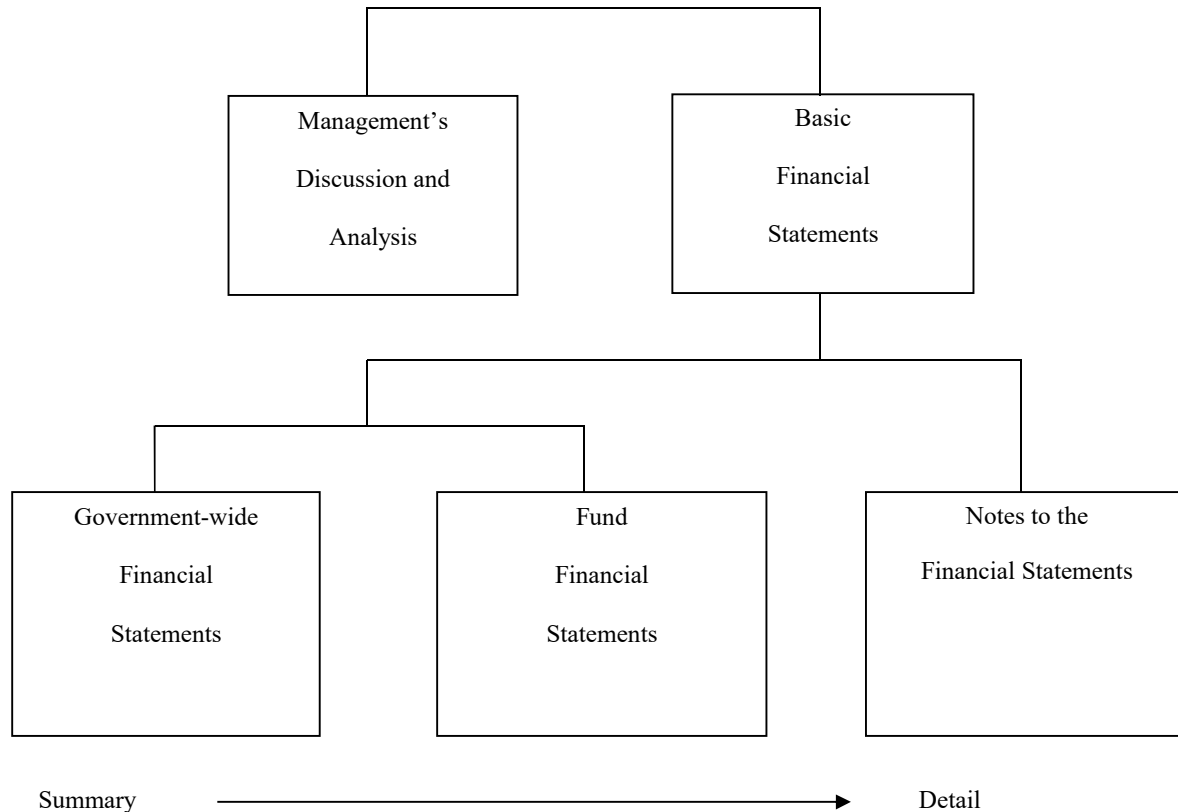 Management’s
Discussion and
Analysis
Basic
Financial
Statements
Government-wide
Financial
Statements
Fund
Financial
Statements
Notes to the
Financial Statements
Summary
Detail